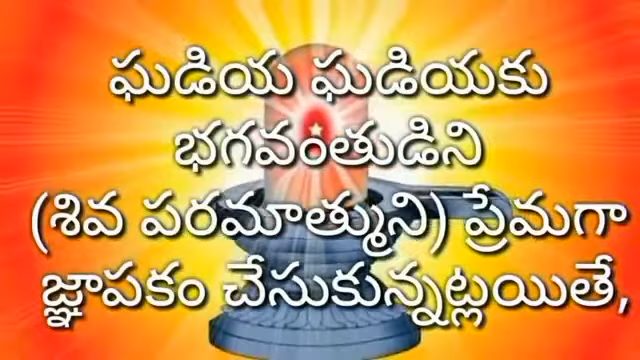 ఘడియ ఘడియకు
భగవంతుడిని
(శివ పరమాత్ముని) ప్రేమగా
జ్ఞాపకం చేసుకున్నట్లయితే,